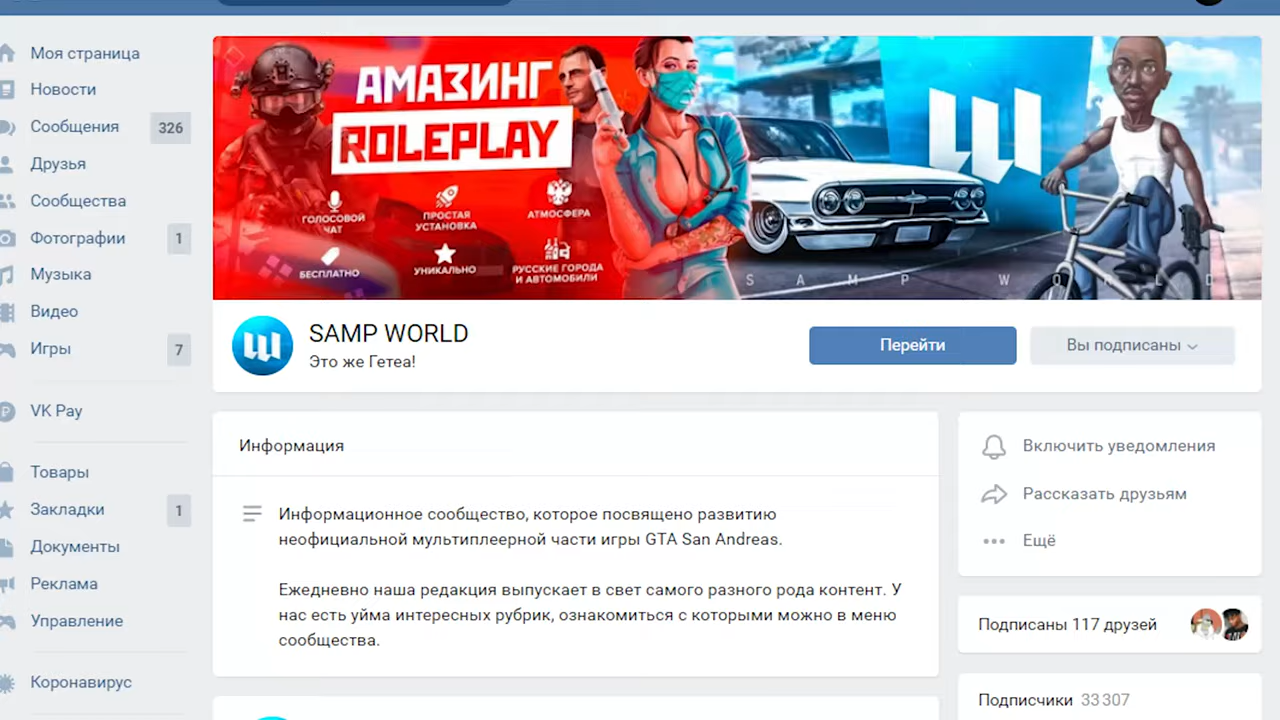 Моя страница
Новости
Сообщения 326
Друзья
Сообщества
Фотографии 1
Музыка
Видео
Игры 7
VK Pay
Товары
Закладки 1
Документы
Реклама
Управление
Коронавирус
АМАЗИНГ
ROLEPLAY
ГОЛОСОВОЙ
ЧАТ
ПРОСТАЯ
УСТАНОВКА
АТМОСФЕРА
БЕСПЛАТНО
УНИКАЛЬНО
РУССКИЕ ГОРОДА
И АВТОМОБИЛИ
SAMP WORLD
SAMP WORLD
Это же Гетеа!
Перейти
Вы подписаны
Информация
Информационное сообщество, которое посвящено развитию
неофициальной мультиплеерной части игры GTA San Andreas.
Ежедневно наша редакция выпускает в свет самого разного рода контент. У
нас есть уйма интересных рубрик, ознакомиться с которыми можно в меню
сообщества.
Включить уведомления
Рассказать друзьям
Ещё
Подписаны 117 друзей
Подписчики 33 307